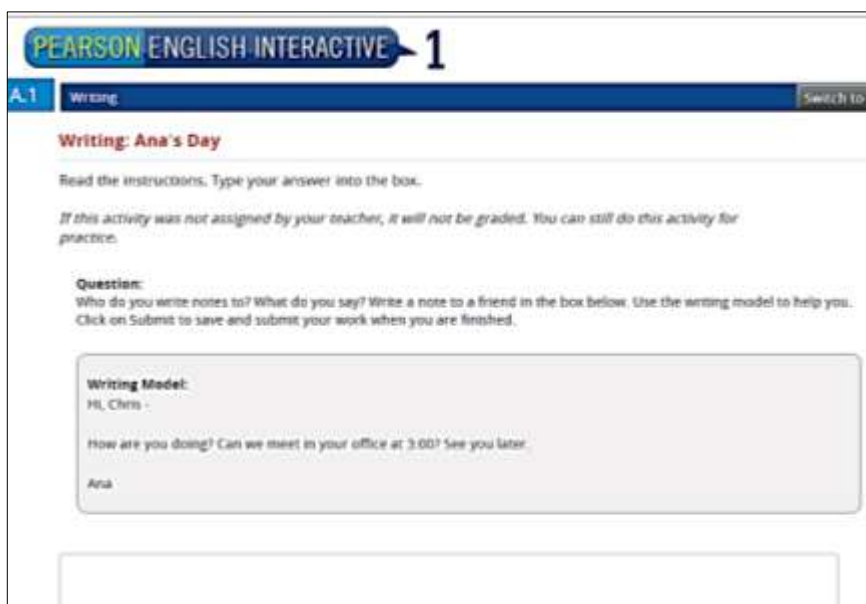 PEARSON ENGLISH INTERACTIVE 1
A.1 Writing Switch to
Writing: Ana's Day
Read the instructions. Type your answer into the box.
If this activity was not assigned by your teacher, it will not be graded. You can still do this activity for
practice.
Question:
Who do you write notes to? What do you say? Write a note to a friend in the box below. Use the writing model to help you.
Click on Submit to save and submit your work when you are finished.
Writing Model:
Hi, Chris -
How are you doing? Can we meet in your office at 3:00? See you later.
Ana